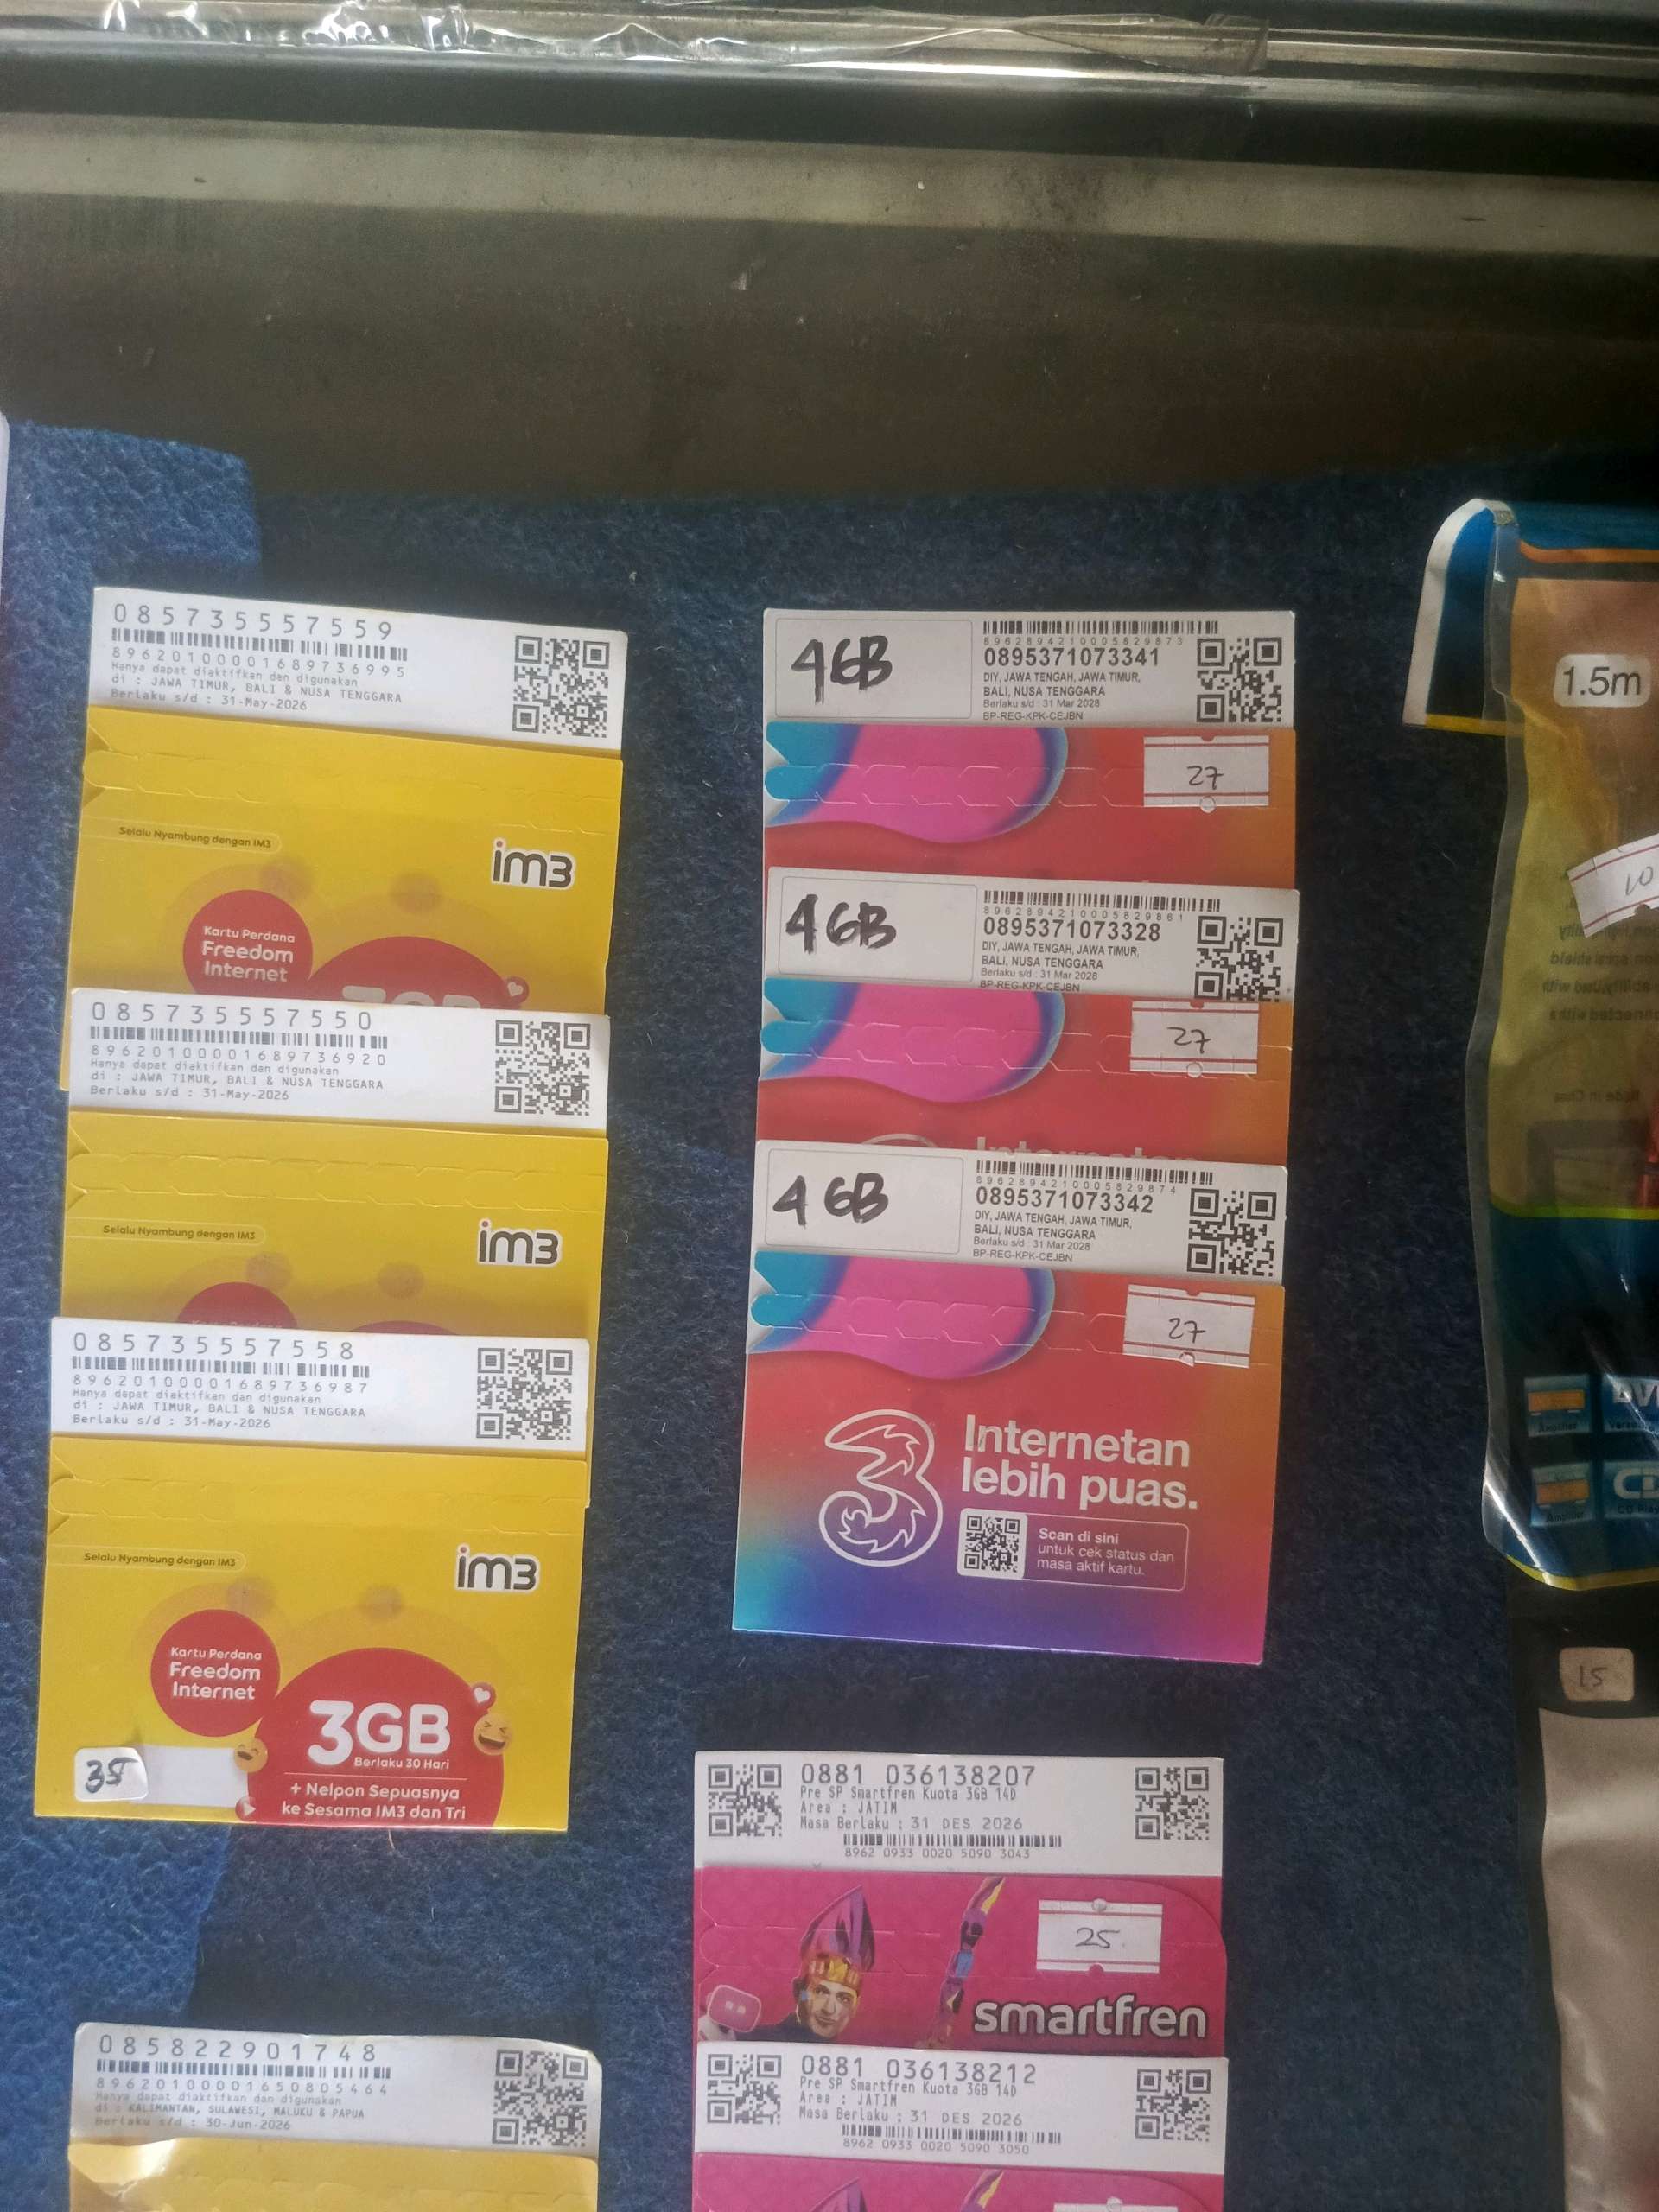 085735557559
89620100001689736995
Hanya dapat diaktifkan dan digunakan
di : JAWA TIMUR, BALI & NUSA TENGGARA
Berlaku s/d : 31-May-2026
Selalu Nyambung dengan IM3
im3
Kartu Perdana
Freedom
Internet
085735557550
8962010000168973 6920
Hanya dapat diaktifkan dan digunakan
di : JAWA TIMUR, BALI & NUSA TENGGARA
Berlaku s/d : 31-May-2026
Selalu Nyambung dengan IM3
im3
085735557558
8962010000168973 6987
Hanya dapat diaktifkan dan digunakan
di : JAWA TIMUR, BALI & NUSA TENGGARA
Berlaku s/d : 31-May-2026
Selalu Nyambung dengan IM3
im3
Kartu Perdana
Freedom
Internet
3GB
Berlaku 30 Hari
+ Nelpon Sepuasnya
ke Sesama IM3 dan Tri
35
085822901748
89620100001650805464
Hanya dapat diaktifkan dan digunakan
di : KALIMANTAN, SULAWESI, MALUKU & PAPUA
Berlaku s/d : 30-Jun-2026
4GB
0895371073341
DIY, JAWA TENGAH, JAWA TIMUR,
BALI, NUSA TENGGARA
Berlaku s/d : 31 Mar 2028
BP-REG-KPK-CEJBN
27
4GB
0895371073328
DIY, JAWA TENGAH, JAWA TIMUR,
BALI, NUSA TENGGARA
Berlaku s/d : 31 Mar 2028
BP-REG-KPK-CEJBN
27
Internetan
4GB
0895371073342
DIY, JAWA TENGAH, JAWA TIMUR,
BALI, NUSA TENGGARA
Berlaku s/d : 31 Mar 2028
BP-REG-KPK-CEJBN
27
3
Internetan
lebih puas.
Scan di sini
untuk cek status dan
masa aktif kartu.
0881 036138207
Pre SP Smartfren Kuota 3GB 14D
Area : JATIM
Masa Berlaku : 31 DES 2026
8962 0933 0020 5090 3043
25
smartfren
0881 036138212
Pre SP Smartfren Kuota 3GB 14D
Area : JATIM
Masa Berlaku : 31 DES 2026
8962 0933 0020 5090 3050
1.5m
10
15